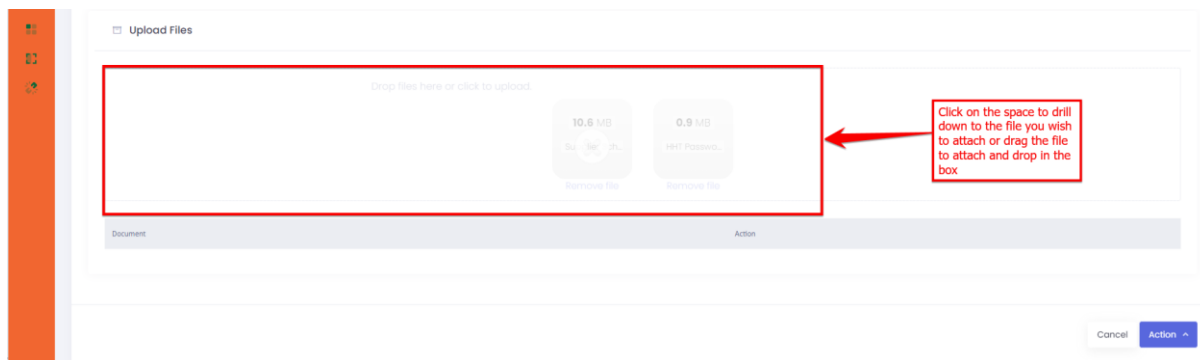 Upload Files
Drop files here or click to upload
10.6 MB
0.9 MB
HHT Passwo..
Remove file
Remove file
Click on the space to drill
down to the file you wish
to attach or drag the file
to attach and drop in the
box
Document
Action
Cancel
Action